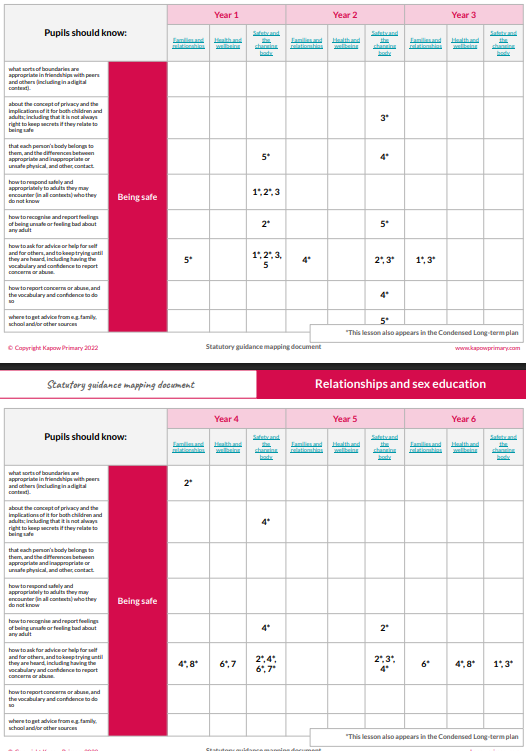 Year 1 Year 2 Year 3
Pupils should know:
Families and relationships
Health and wellbeing
Safety and the changing body
Families and relationships
Health and wellbeing
Safety and the changing body
Families and relationships
Health and wellbeing
Safety and the changing body
what sorts of boundaries are
appropriate in friendships with peers
and others (including in a digital
context).
about the concept of privacy and the
implications of it for both children and
adults; including that it is not always
right to keep secrets if they relate to
being safe
3*
that each person's body belongs to
them, and the differences between
appropriate and inappropriate or
unsafe physical, and other, contact.
5* 4*
how to respond safely and
appropriately to adults they may
encounter (in all contexts) who they
do not know
Being safe
1*, 2*, 3
how to recognise and report feelings
of being unsafe or feeling bad about
any adult
2* 5*
how to ask for advice or help for self
and for others, and to keep trying until
they are heard, including having the
vocabulary and confidence to report
concerns or abuse.
5* 1*, 2*, 3, 5 4* 2*, 3* 1*, 3*
how to report concerns or abuse, and
the vocabulary and confidence to do
so
4*
where to get advice from e.g. family,
school and/or other sources
5*
*This lesson also appears in the Condensed Long-term plan
© Copyright Kapow Primary 2022 Statutory guidance mapping document www.kapowprimary.com
Statutory guidance mapping document Relationships and sex education
Year 4 Year 5 Year 6
Pupils should know:
Families and relationships
Health and wellbeing
Safety and the changing body
Families and relationships
Health and wellbeing
Safety and the changing body
Families and relationships
Health and wellbeing
Safety and the changing body
what sorts of boundaries are
appropriate in friendships with peers
and others (including in a digital
context).
2*
about the concept of privacy and the
implications of it for both children and
adults; including that it is not always
right to keep secrets if they relate to
being safe
4*
that each person's body belongs to
them, and the differences between
appropriate and inappropriate or
unsafe physical, and other, contact.
how to respond safely and
appropriately to adults they may
encounter (in all contexts) who they
do not know
Being safe
how to recognise and report feelings
of being unsafe or feeling bad about
any adult
4* 2*
how to ask for advice or help for self
and for others, and to keep trying until
they are heard, including having the
vocabulary and confidence to report
concerns or abuse.
4*, 8* 6*, 7 2*, 4*, 6*, 7* 2*, 3*, 4* 6* 4*, 8* 1*, 3*
how to report concerns or abuse, and
the vocabulary and confidence to do
so
where to get advice from e.g. family,
school and/or other sources
*This lesson also appears in the Condensed Long-term plan
Statutory guidance mapping document